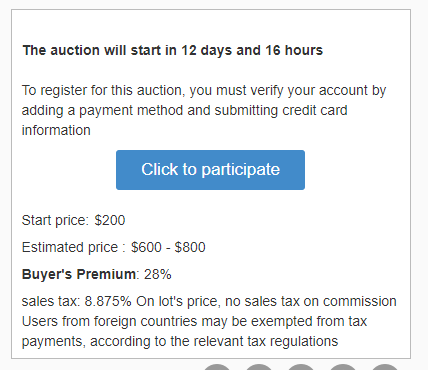 The auction will start in 12 days and 16 hours
To register for this auction, you must verify your account by
adding a payment method and submitting credit card
information
Click to participate
Start price: $200
Estimated price : $600 - $800
Buyer's Premium: 28%
sales tax: 8.875% On lot's price, no sales tax on commission
Users from foreign countries may be exempted from tax
payments, according to the relevant tax regulations